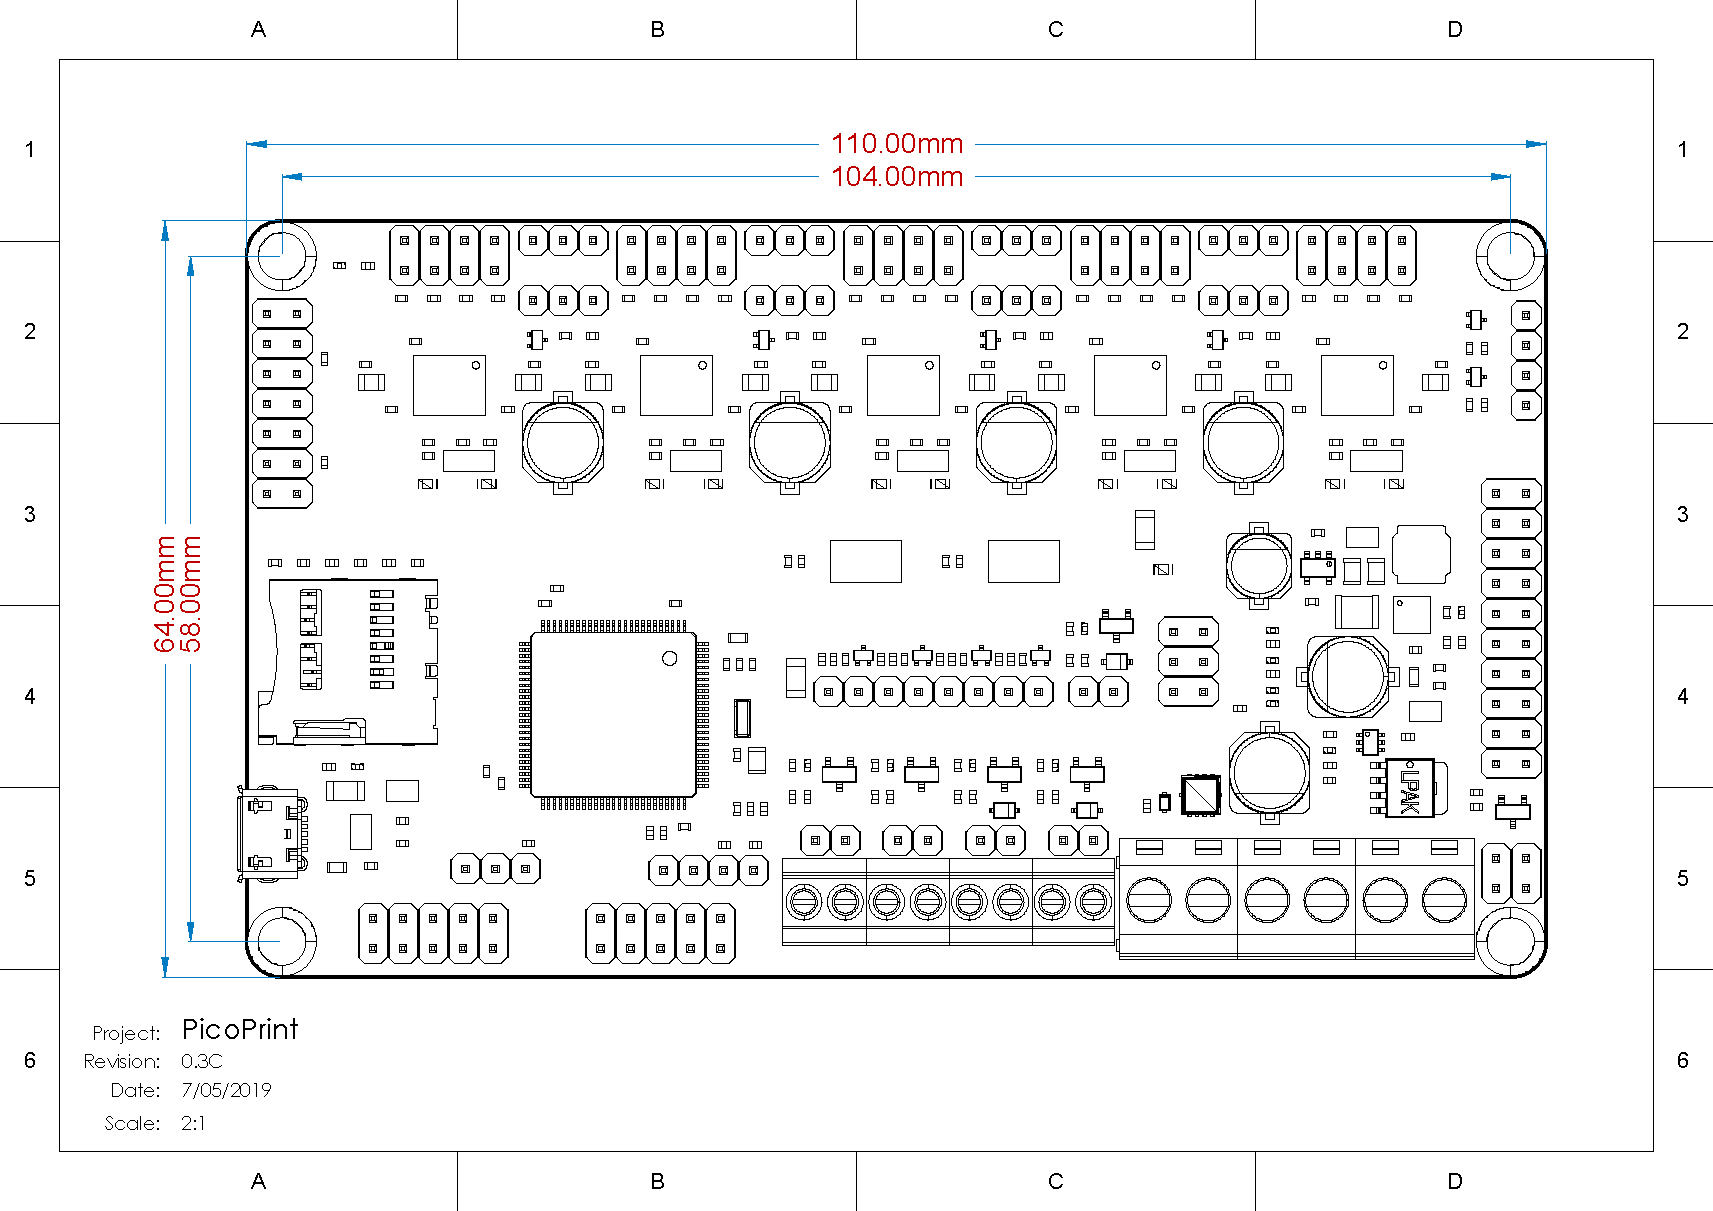 A B C D
1 1
110.00mm
104.00mm
2 2
3 3
64.00mm
58.00mm
4 4
LPAK
5 5
Project: PicoPrint
Revision: 0.3C
6 6
Date: 7/05/2019
Scale: 2:1
A B C D